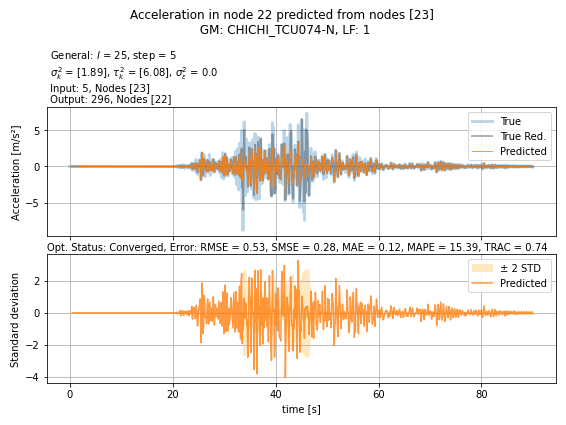 Acceleration in node 22 predicted from nodes [23]
GM: CHICHI_TCU074-N, LF: 1
General: l = 25, step = 5
σ²ₖ = [1.89], τ²ₖ = [6.08], σ²ε = 0.0
Input: 5, Nodes [23]
Output: 296, Nodes [22]
Acceleration [m/s²]
5
0
−5
True
True Red.
Predicted
Opt. Status: Converged, Error: RMSE = 0.53, SMSE = 0.28, MAE = 0.12, MAPE = 15.39, TRAC = 0.74
Standard deviation
2
0
−2
−4
± 2 STD
Predicted
0 20 40 60 80
time [s]